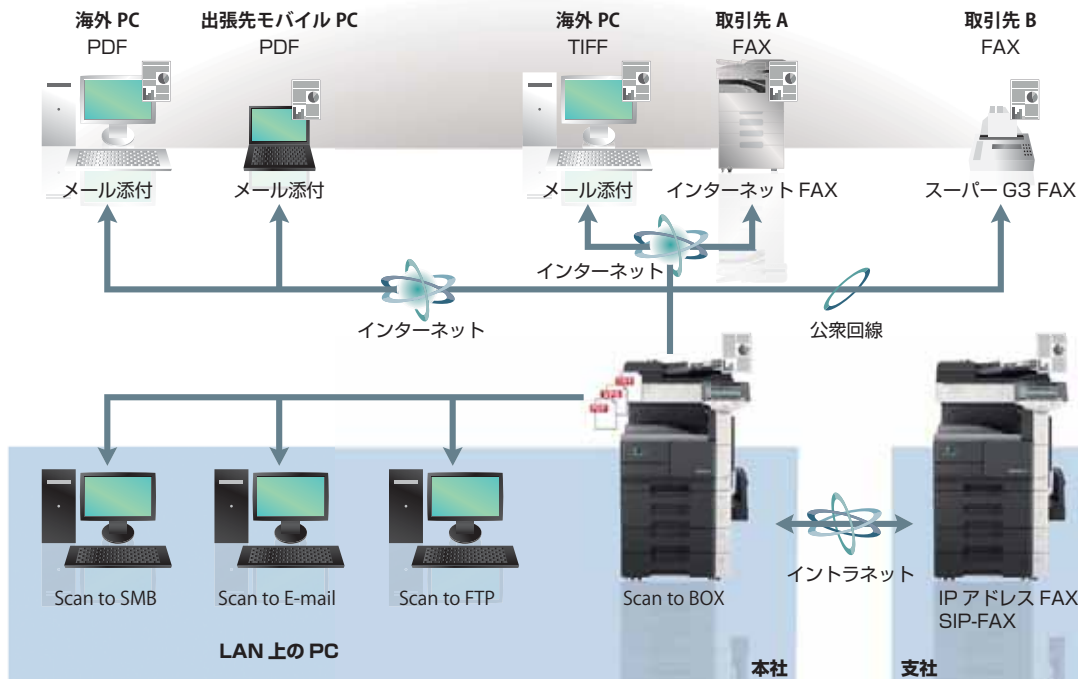 海外 PC
PDF
出張先モバイル PC
PDF
海外 PC
TIFF
取引先 A
FAX
取引先 B
FAX
メール添付
メール添付
メール添付
インターネット FAX
スーパー G3 FAX
インターネット
インターネット
公衆回線
PDF
イントラネット
Scan to SMB
Scan to E-mail
Scan to FTP
Scan to BOX
IP アドレス FAX
SIP-FAX
LAN 上の PC
本社
支社